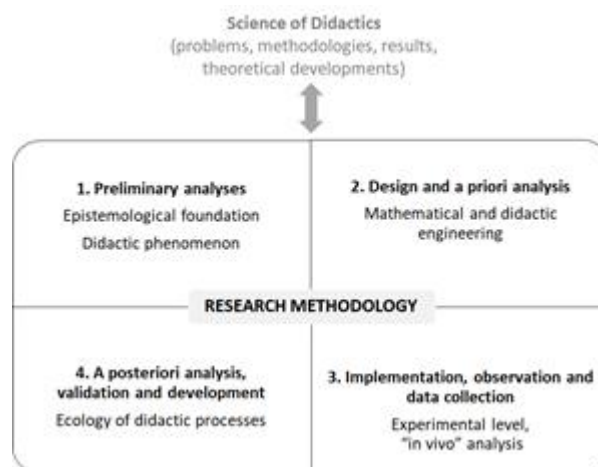 Science of Didactics
(problems, methodologies, results,
theoretical developments)
1. Preliminary analyses
Epistemological foundation
Didactic phenomenon
2. Design and a priori analysis
Mathematical and didactic
engineering
RESEARCH METHODOLOGY
4. A posteriori analysis,
validation and development
Ecology of didactic processes
3. Implementation, observation and
data collection
Experimental level,
"in vivo" analysis